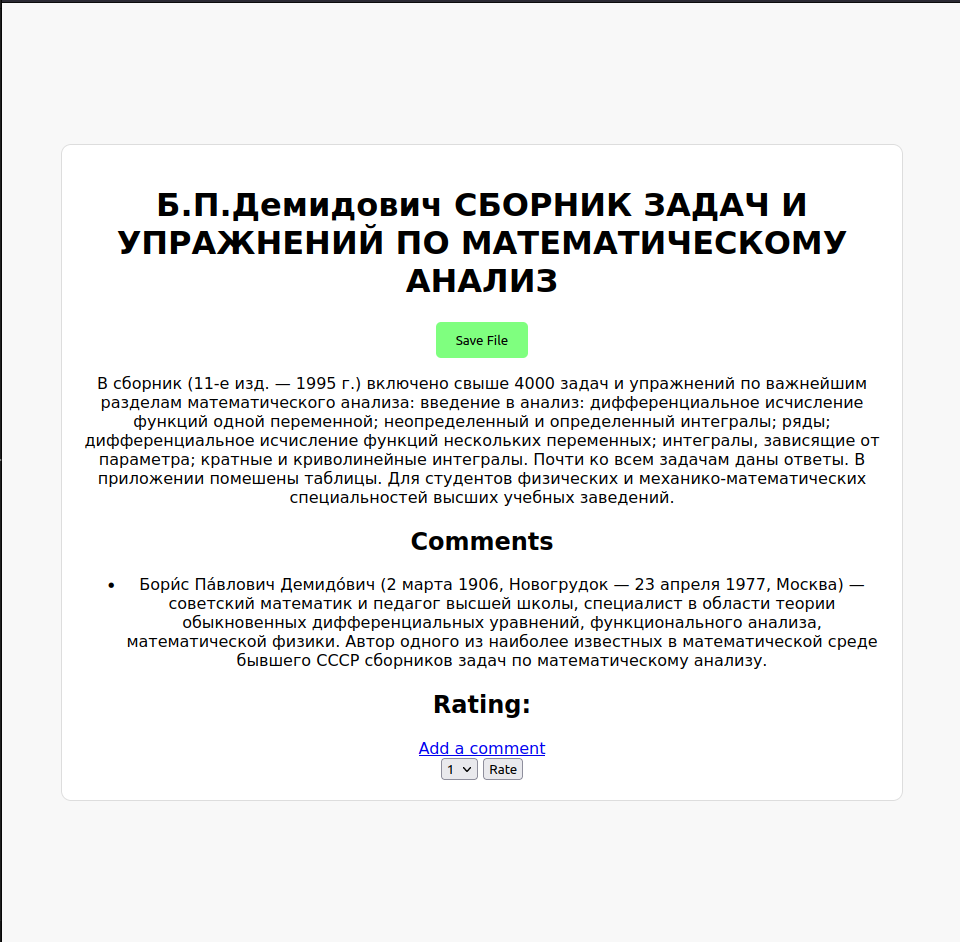 Б.П.Демидович СБОРНИК ЗАДАЧ И
УПРАЖНЕНИЙ ПО МАТЕМАТИЧЕСКОМУ
АНАЛИЗ
Save File
В сборник (11-е изд. — 1995 г.) включено свыше 4000 задач и упражнений по важнейшим
разделам математического анализа: введение в анализ: дифференциальное исчисление
функций одной переменной; неопределенный и определенный интегралы; ряды;
дифференциальное исчисление функций нескольких переменных; интегралы, зависящие от
параметра; кратные и криволинейные интегралы. Почти ко всем задачам даны ответы. В
приложении помешены таблицы. Для студентов физических и механико-математических
специальностей высших учебных заведений.
Comments
• Бори́с Па́влович Демидо́вич (2 марта 1906, Новогрудок — 23 апреля 1977, Москва) —
советский математик и педагог высшей школы, специалист в области теории
обыкновенных дифференциальных уравнений, функционального анализа,
математической физики. Автор одного из наиболее известных в математической среде
бывшего СССР сборников задач по математическому анализу.
Rating:
Add a comment
1 Rate